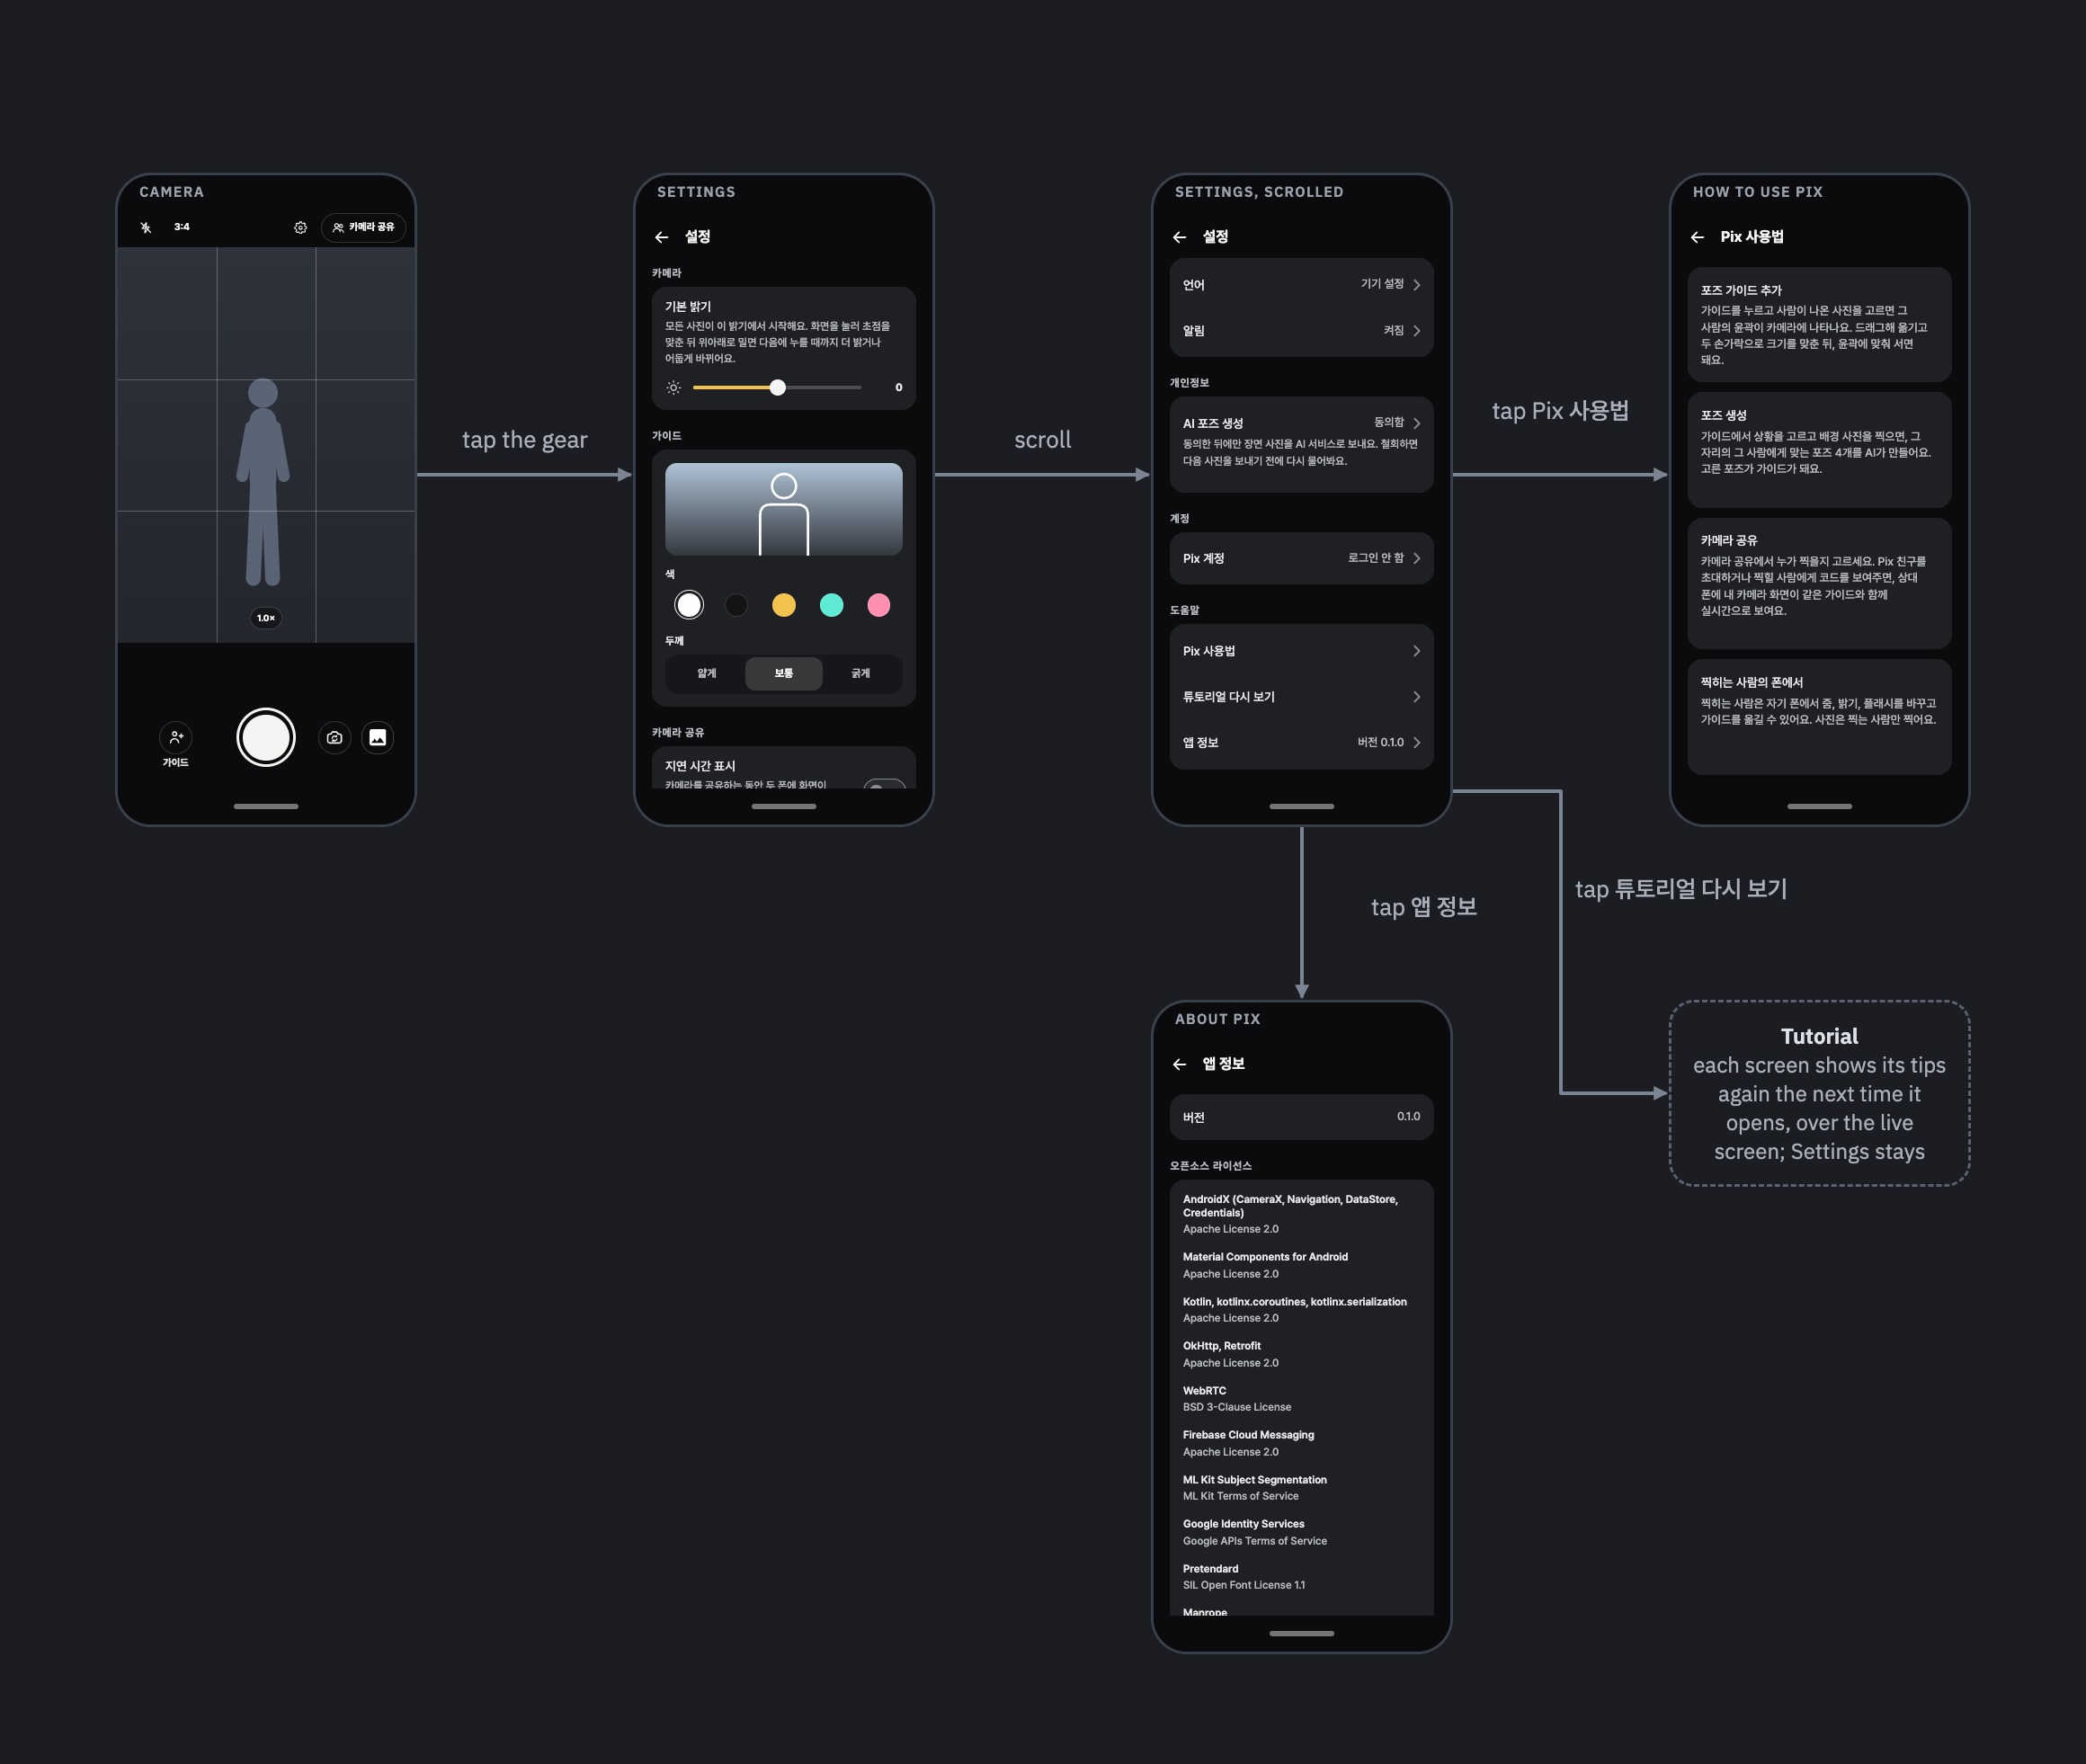 CAMERA
3:4
카메라 공유
1.0×
가이드
tap the gear
SETTINGS
설정
카메라
기본 밝기
모든 사진이 이 밝기에서 시작해요. 화면을 눌러 초점을
맞춘 뒤 위아래로 밀면 다음에 누를 때까지 더 밝거나
어둡게 바뀌어요.
0
가이드
색
두께
얇게
보통
굵게
카메라 공유
지연 시간 표시
카메라를 공유하는 동안 두 폰에 화면이
scroll
SETTINGS, SCROLLED
설정
언어
기기 설정
알림
켜짐
개인정보
AI 포즈 생성
동의함
동의한 뒤에만 장면 사진을 AI 서비스로 보내요. 철회하면
다음 사진을 보내기 전에 다시 물어봐요.
계정
Pix 계정
로그인 안 함
도움말
Pix 사용법
튜토리얼 다시 보기
앱 정보
버전 0.1.0
tap Pix 사용법
HOW TO USE PIX
Pix 사용법
포즈 가이드 추가
가이드를 누르고 사람이 나온 사진을 고르면 그
사람의 윤곽이 카메라에 나타나요. 드래그해 옮기고
두 손가락으로 크기를 맞춘 뒤, 윤곽에 맞춰 서면
돼요.
포즈 생성
가이드에서 상황을 고르고 배경 사진을 찍으면, 그
자리의 그 사람에게 맞는 포즈 4개를 AI가 만들어요.
고른 포즈가 가이드가 돼요.
카메라 공유
카메라 공유에서 누가 찍을지 고르세요. Pix 친구를
초대하거나 찍힐 사람에게 코드를 보여주면, 상대
폰에 내 카메라 화면이 같은 가이드와 함께
실시간으로 보여요.
찍히는 사람의 폰에서
찍히는 사람은 자기 폰에서 줌, 밝기, 플래시를 바꾸고
가이드를 옮길 수 있어요. 사진은 찍는 사람만 찍어요.
tap 앱 정보
tap 튜토리얼 다시 보기
ABOUT PIX
앱 정보
버전
0.1.0
오픈소스 라이선스
AndroidX (CameraX, Navigation, DataStore,
Credentials)
Apache License 2.0
Material Components for Android
Apache License 2.0
Kotlin, kotlinx.coroutines, kotlinx.serialization
Apache License 2.0
OkHttp, Retrofit
Apache License 2.0
WebRTC
BSD 3-Clause License
Firebase Cloud Messaging
Apache License 2.0
ML Kit Subject Segmentation
ML Kit Terms of Service
Google Identity Services
Google APIs Terms of Service
Pretendard
SIL Open Font License 1.1
Manrope
Tutorial
each screen shows its tips
again the next time it
opens, over the live
screen; Settings stays